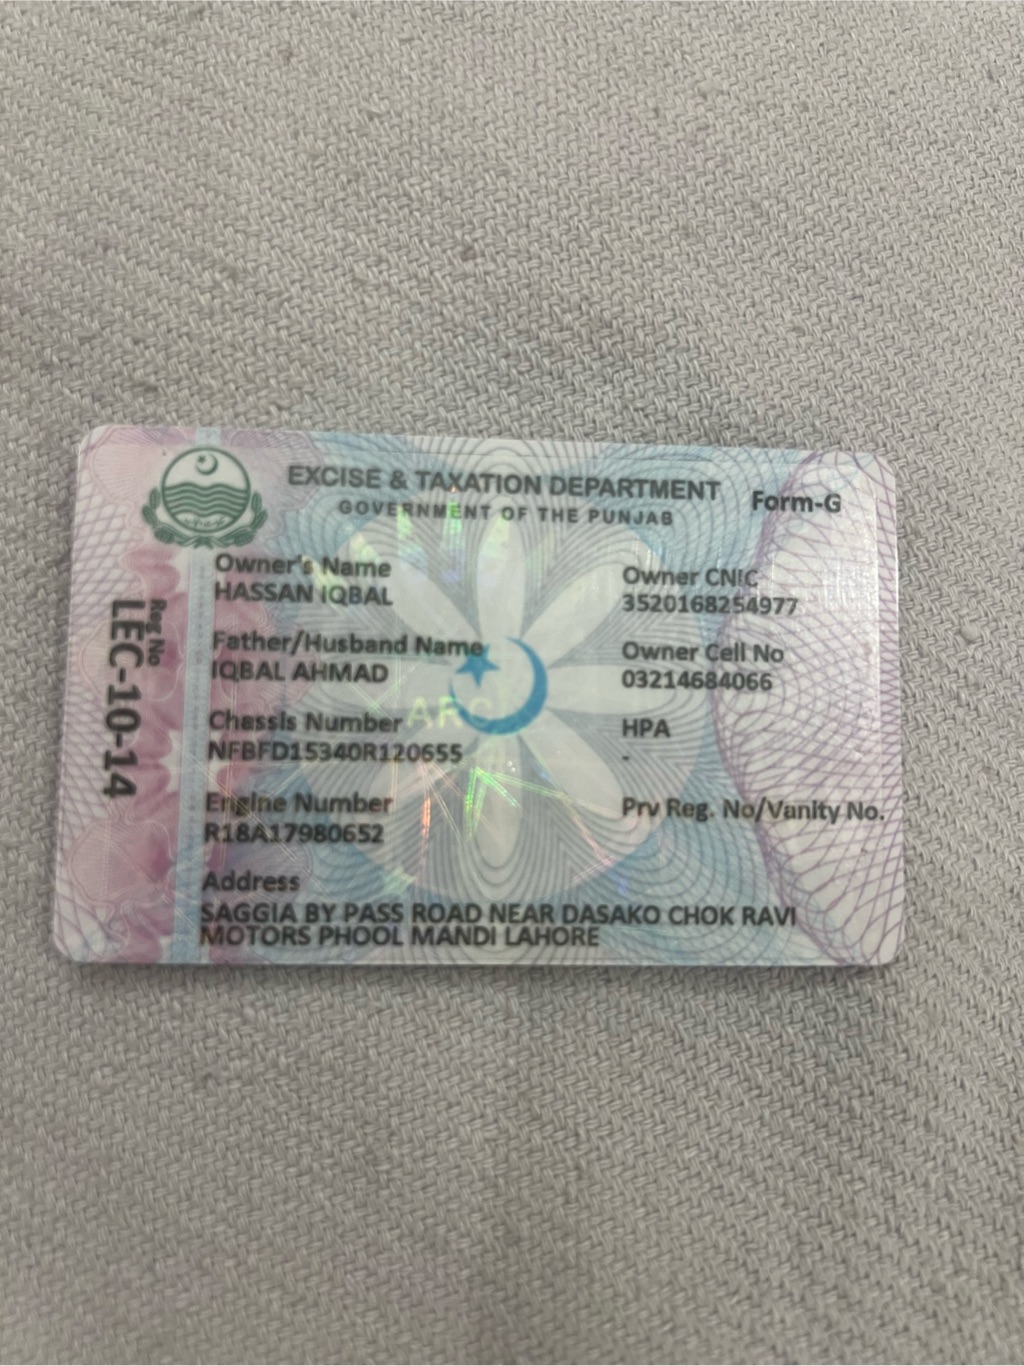 EXCISE & TAXATION DEPARTMENT
GOVERNMENT OF THE PUNJAB
Form-G
Reg No
LEC-10-14
Owner's Name
HASSAN IQBAL
Owner CNIC
3520168254977
Father/Husband Name
IQBAL AHMAD
Owner Cell No
03214684066
Chassis Number
NFBFD15340R120655
HPA
-
Engine Number
R18A17980652
Prv Reg. No/Vanity No.
Address
SAGGIA BY PASS ROAD NEAR DASAKO CHOK RAVI
MOTORS PHOOL MANDI LAHORE